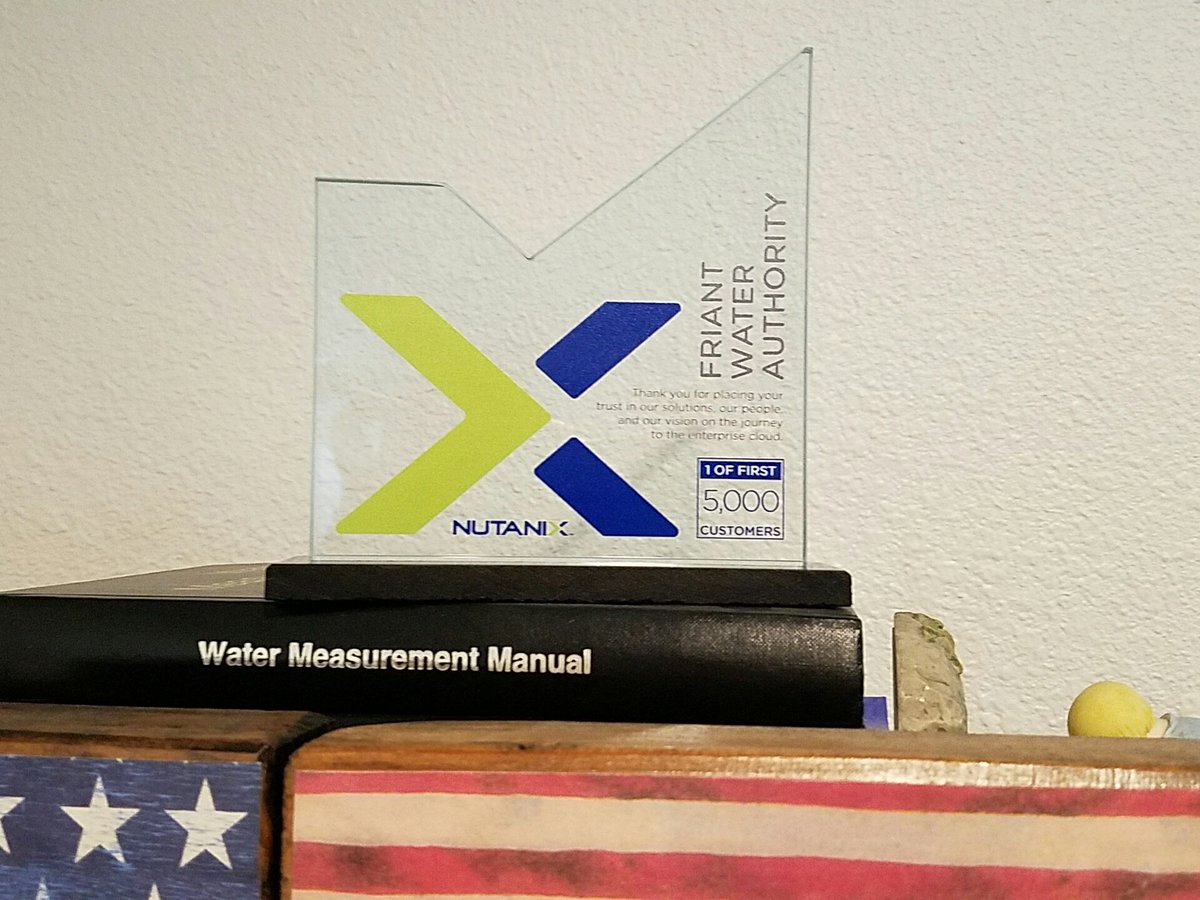 FRIANT
WATER
AUTHORITY
Thank you for placing your
trust in our solutions, our people,
and our vision on the journey
to the enterprise cloud.
1 OF FIRST
5,000
CUSTOMERS
NUTANIX™
Water Measurement Manual